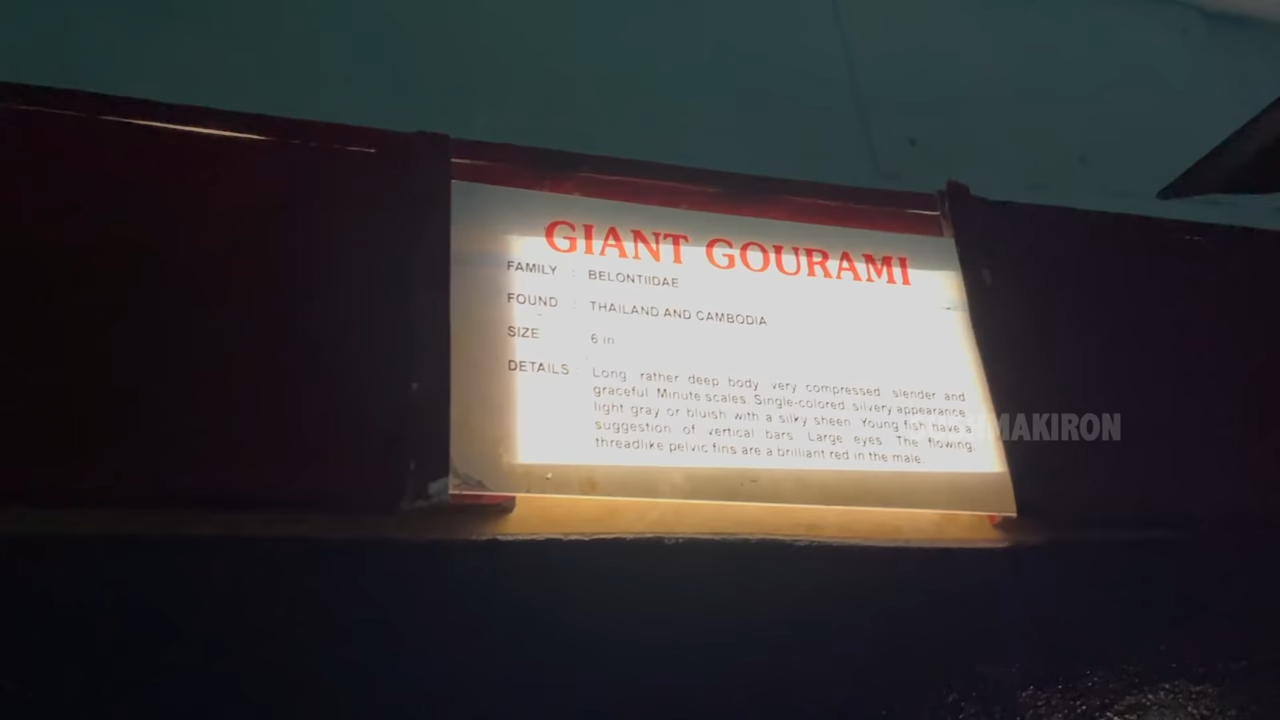 GIANT GOURAMI
FAMILY : BELONTIIDAE
FOUND : THAILAND AND CAMBODIA
SIZE 6 in
DETAILS : Long rather deep body very compressed slender and
graceful. Minute scales. Single-colored silvery appearance,
light gray or bluish with a silky sheen. Young fish have a
suggestion of vertical bars. Large eyes. The flowing,
threadlike pelvic fins are a brilliant red in the male.
MAKIRON